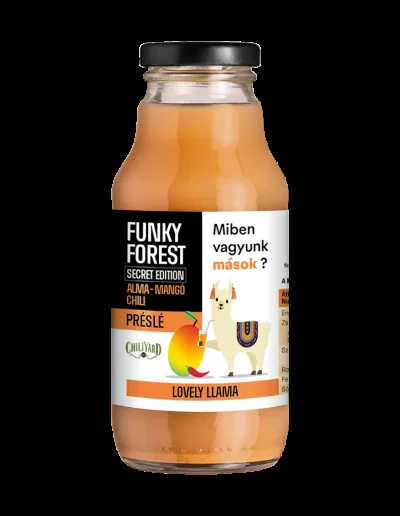 FUNKY
FOREST
SECRET EDITION
ALMA-MANGÓ
CHILI
PRÉSLÉ
CHILIYARD
Miben
vagyunk
mások ?
LOVELY LLAMA